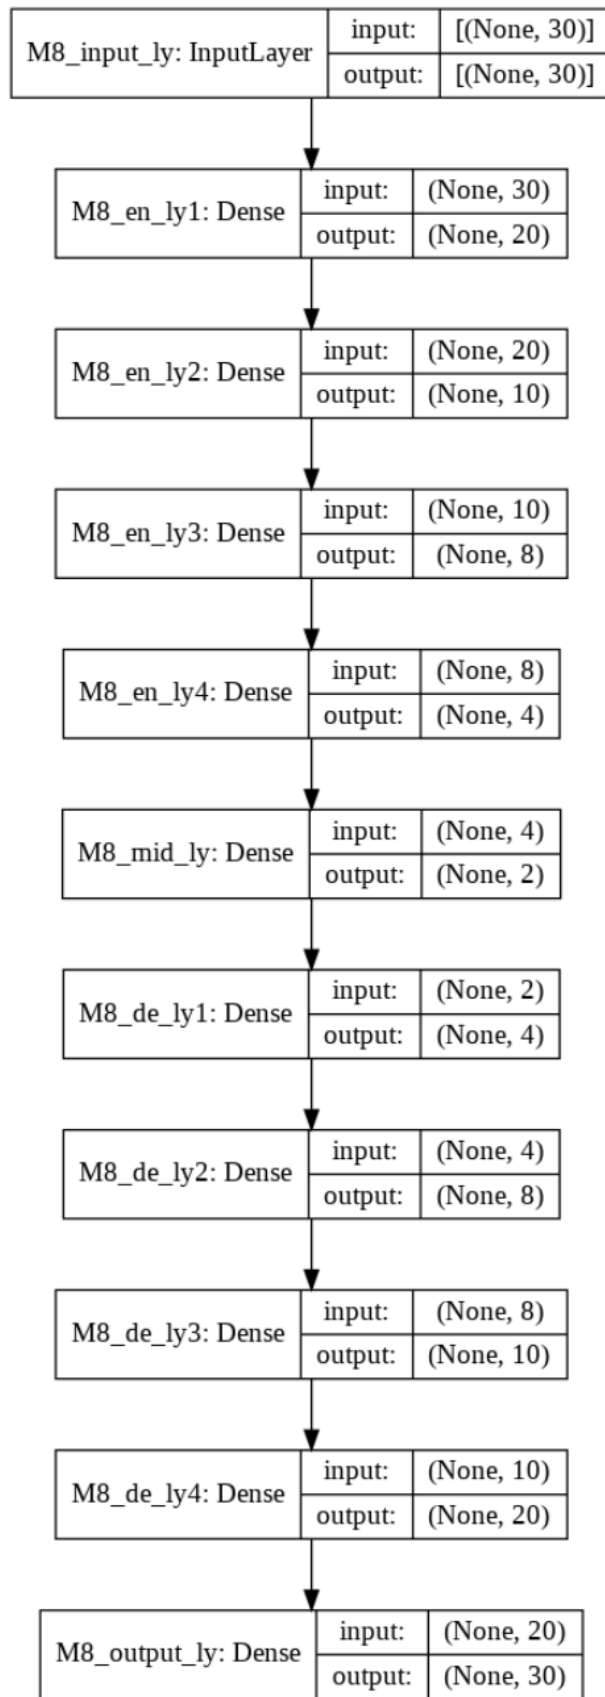 M8_input_ly: InputLayer
input: [(None, 30)]
output: [(None, 30)]
M8_en_ly1: Dense
input: (None, 30)
output: (None, 20)
M8_en_ly2: Dense
input: (None, 20)
output: (None, 10)
M8_en_ly3: Dense
input: (None, 10)
output: (None, 8)
M8_en_ly4: Dense
input: (None, 8)
output: (None, 4)
M8_mid_ly: Dense
input: (None, 4)
output: (None, 2)
M8_de_ly1: Dense
input: (None, 2)
output: (None, 4)
M8_de_ly2: Dense
input: (None, 4)
output: (None, 8)
M8_de_ly3: Dense
input: (None, 8)
output: (None, 10)
M8_de_ly4: Dense
input: (None, 10)
output: (None, 20)
M8_output_ly: Dense
input: (None, 20)
output: (None, 30)